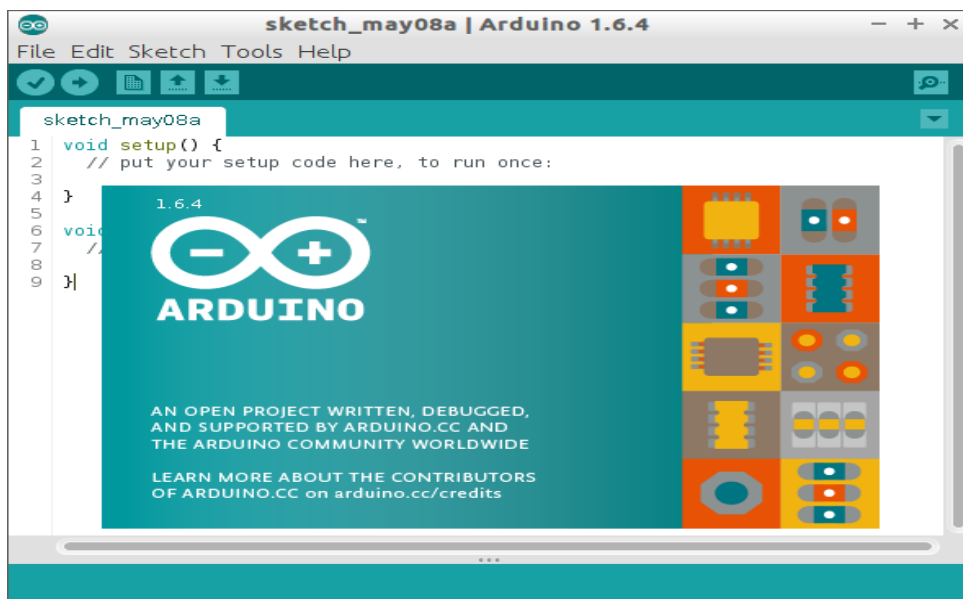 sketch_may08a | Arduino 1.6.4
File Edit Sketch Tools Help
sketch_may08a
1 void setup() {
2 // put your setup code here, to run once:
3
4 }
5
6 voi
7 //
8
9 }
1.6.4
™
ARDUINO
AN OPEN PROJECT WRITTEN, DEBUGGED,
AND SUPPORTED BY ARDUINO.CC AND
THE ARDUINO COMMUNITY WORLDWIDE
LEARN MORE ABOUT THE CONTRIBUTORS
OF ARDUINO.CC on arduino.cc/credits